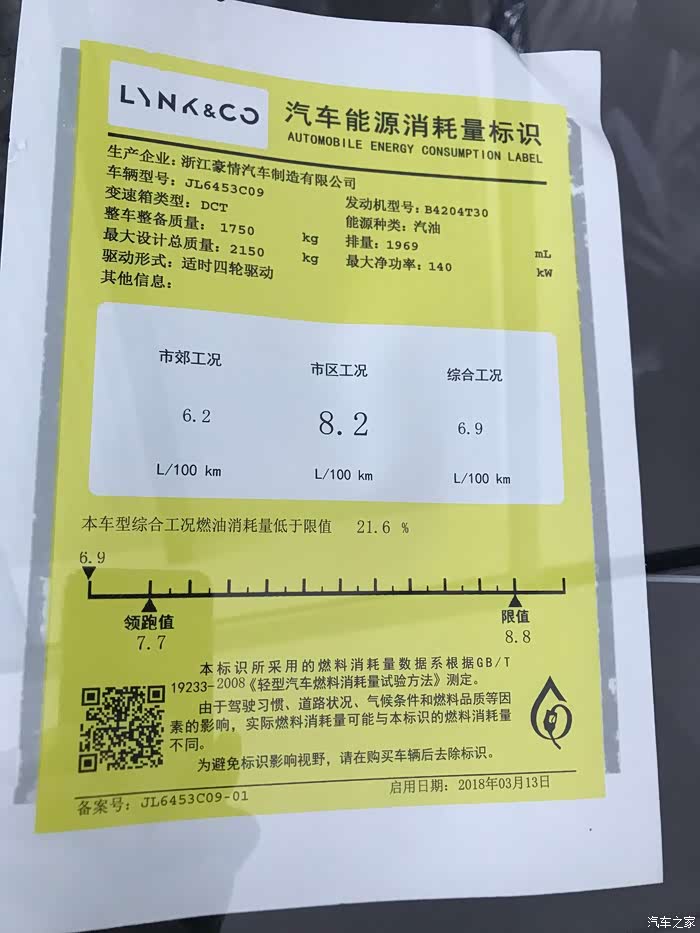 LYNK&CO
汽车能源消耗量标识
AUTOMOBILE ENERGY CONSUMPTION LABEL
生产企业：浙江豪情汽车制造有限公司
车辆型号：JL6453C09
发动机型号：B4204T30
变速箱类型：DCT
能源种类：汽油
整车整备质量：1750 kg
排量：1969 mL
最大设计总质量：2150 kg
最大净功率：140 kW
驱动形式：适时四轮驱动
其他信息：
市郊工况 市区工况 综合工况
6.2 8.2 6.9
L/100 km L/100 km L/100 km
本车型综合工况燃油消耗量低于限值 21.6 %
6.9
领跑值 限值
7.7 8.8
本标识所采用的燃料消耗量数据系根据GB/T
19233-2008《轻型汽车燃料消耗量试验方法》测定。
由于驾驶习惯、道路状况、气候条件和燃料品质等因
素的影响，实际燃料消耗量可能与本标识的燃料消耗量
不同。
为避免标识影响视野，请在购买车辆后去除标识。
备案号：JL6453C09-01
启用日期：2018年03月13日
汽车之家